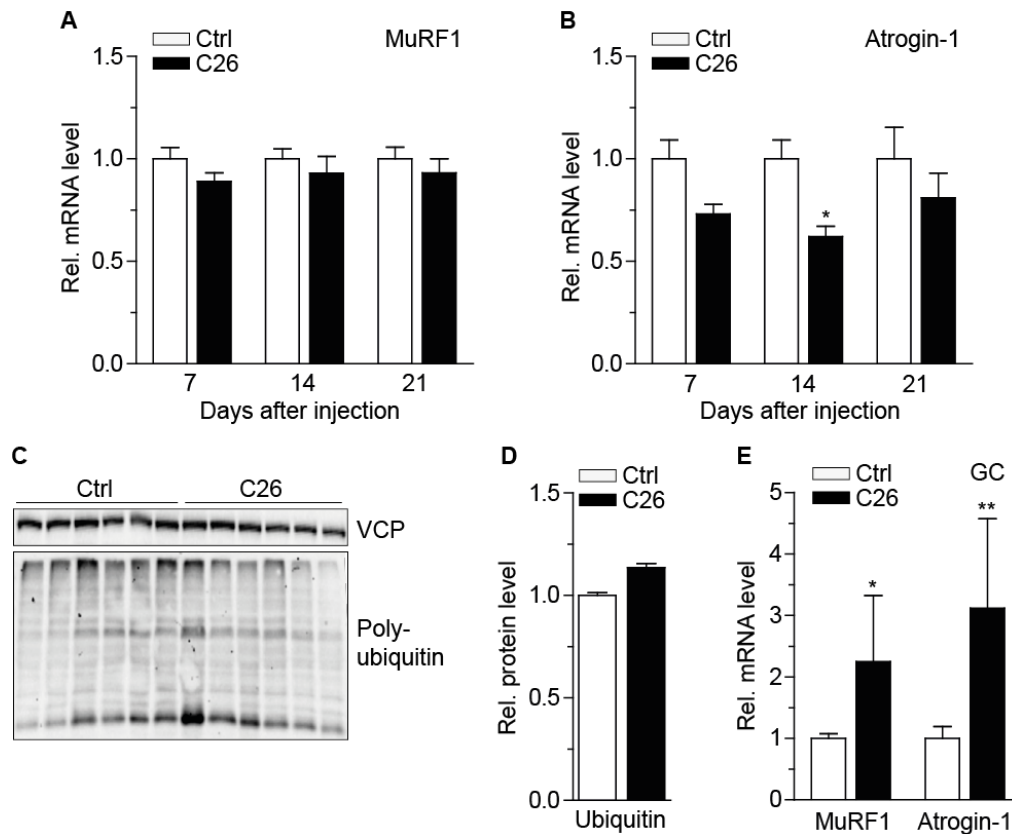 A
Ctrl
C26
MuRF1
Rel. mRNA level
1.5
1.0
0.5
0.0
7 14 21
Days after injection
B
Ctrl
C26
Atrogin-1
Rel. mRNA level
1.5
1.0
0.5
0.0
*
7 14 21
Days after injection
C
Ctrl C26
VCP
Poly-
ubiquitin
D
Ctrl
C26
Rel. protein level
1.5
1.0
0.5
0.0
Ubiquitin
E
Ctrl
C26
GC
Rel. mRNA level
5
4
3
2
1
0
* **
MuRF1 Atrogin-1